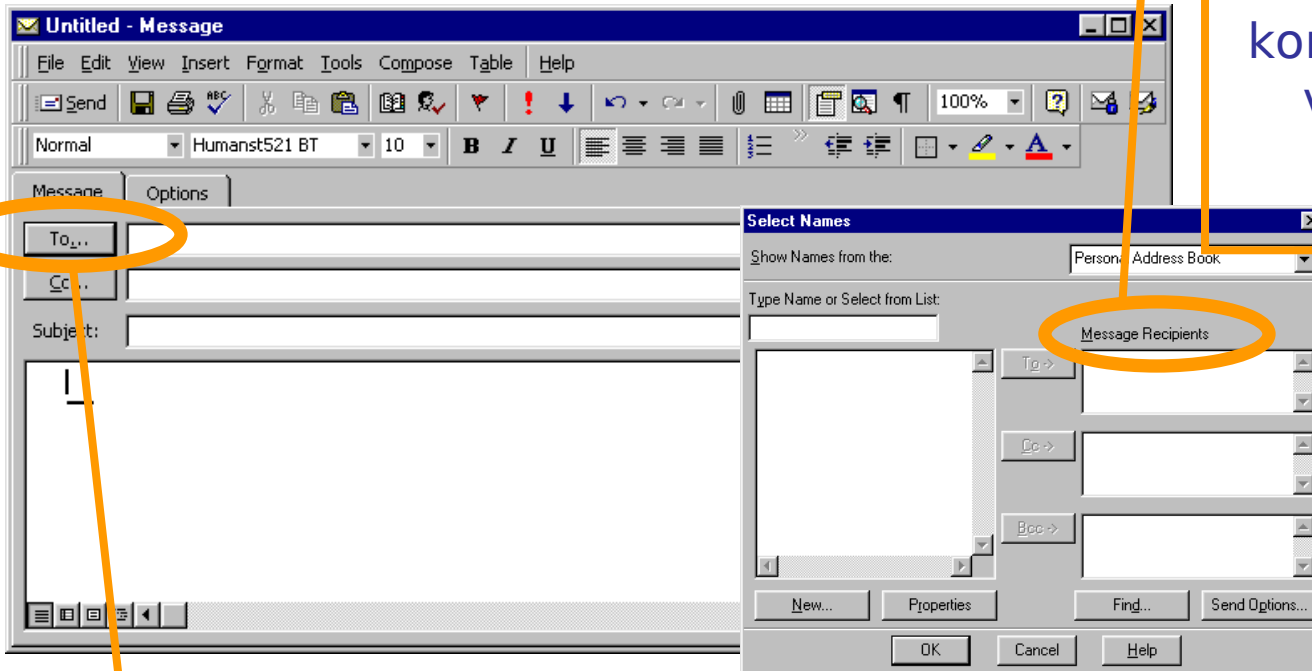 Untitled - Message
File Edit View Insert Format Tools Compose Table Help
Send ABC 100%
Normal Humanst521 BT 10 B I U A
Message Options
To...
Cc...
Subject:
Select Names
Show Names from the: Personal Address Book
Type Name or Select from List:
Message Recipients
To ->
Cc ->
Bcc ->
New... Properties Find... Send Options...
OK Cancel Help